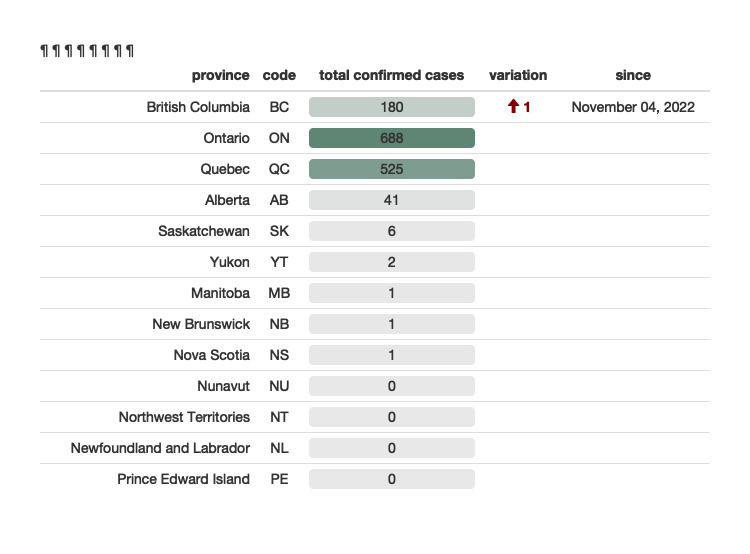 ¶ ¶ ¶ ¶ ¶ ¶ ¶ ¶
province code total confirmed cases variation since
British Columbia BC 180 ⬆ 1 November 04, 2022
Ontario ON 688
Quebec QC 525
Alberta AB 41
Saskatchewan SK 6
Yukon YT 2
Manitoba MB 1
New Brunswick NB 1
Nova Scotia NS 1
Nunavut NU 0
Northwest Territories NT 0
Newfoundland and Labrador NL 0
Prince Edward Island PE 0